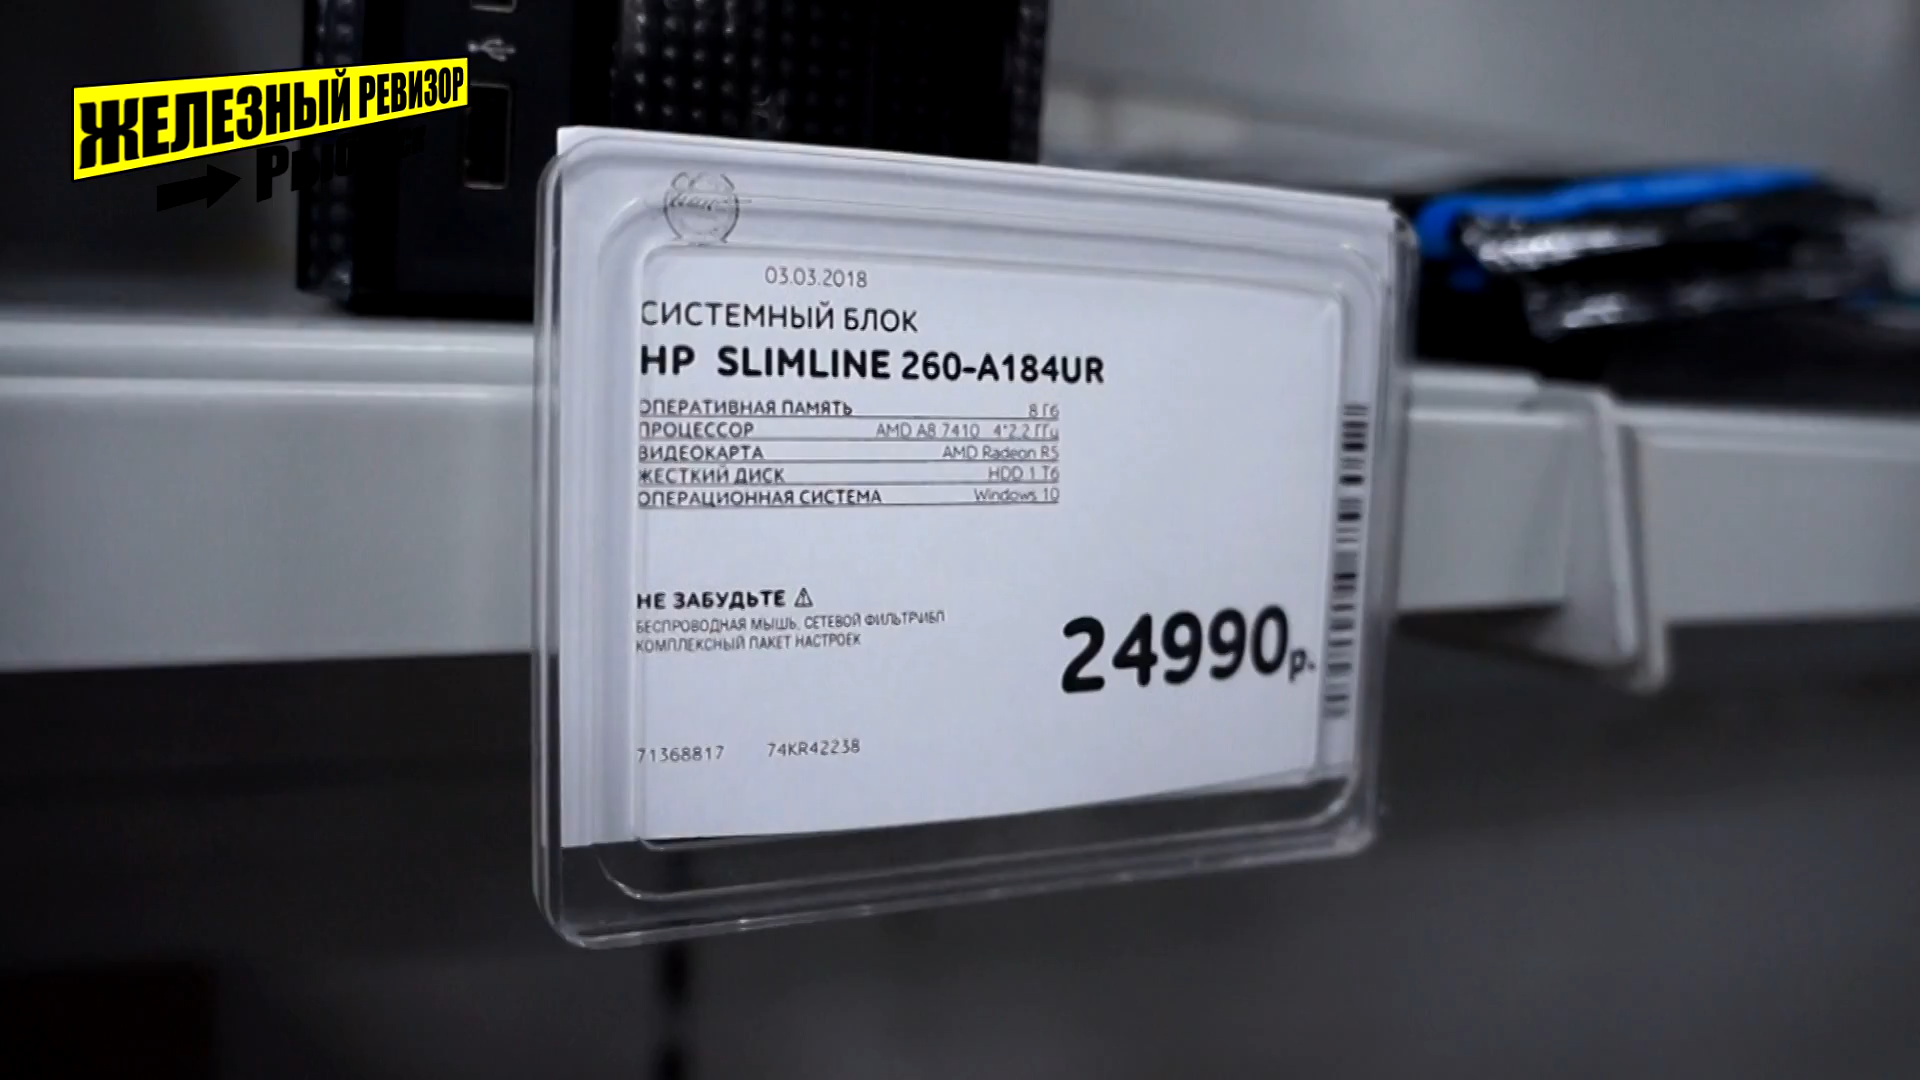 ЖЕЛЕЗНЫЙ РЕВИЗОР
03.03.2018
СИСТЕМНЫЙ БЛОК
HP SLIMLINE 260-A184UR
ОПЕРАТИВНАЯ ПАМЯТЬ 8 Гб
ПРОЦЕССОР AMD A8 7410 4*2.2 ГГц
ВИДЕОКАРТА AMD Radeon R5
ЖЕСТКИЙ ДИСК HDD 1 Тб
ОПЕРАЦИОННАЯ СИСТЕМА Windows 10
НЕ ЗАБУДЬТЕ
БЕСПРОВОДНАЯ МЫШЬ, СЕТЕВОЙ ФИЛЬТР\ИБП
КОМПЛЕКСНЫЙ ПАКЕТ НАСТРОЕК
24990р.
71368817 74KR42238